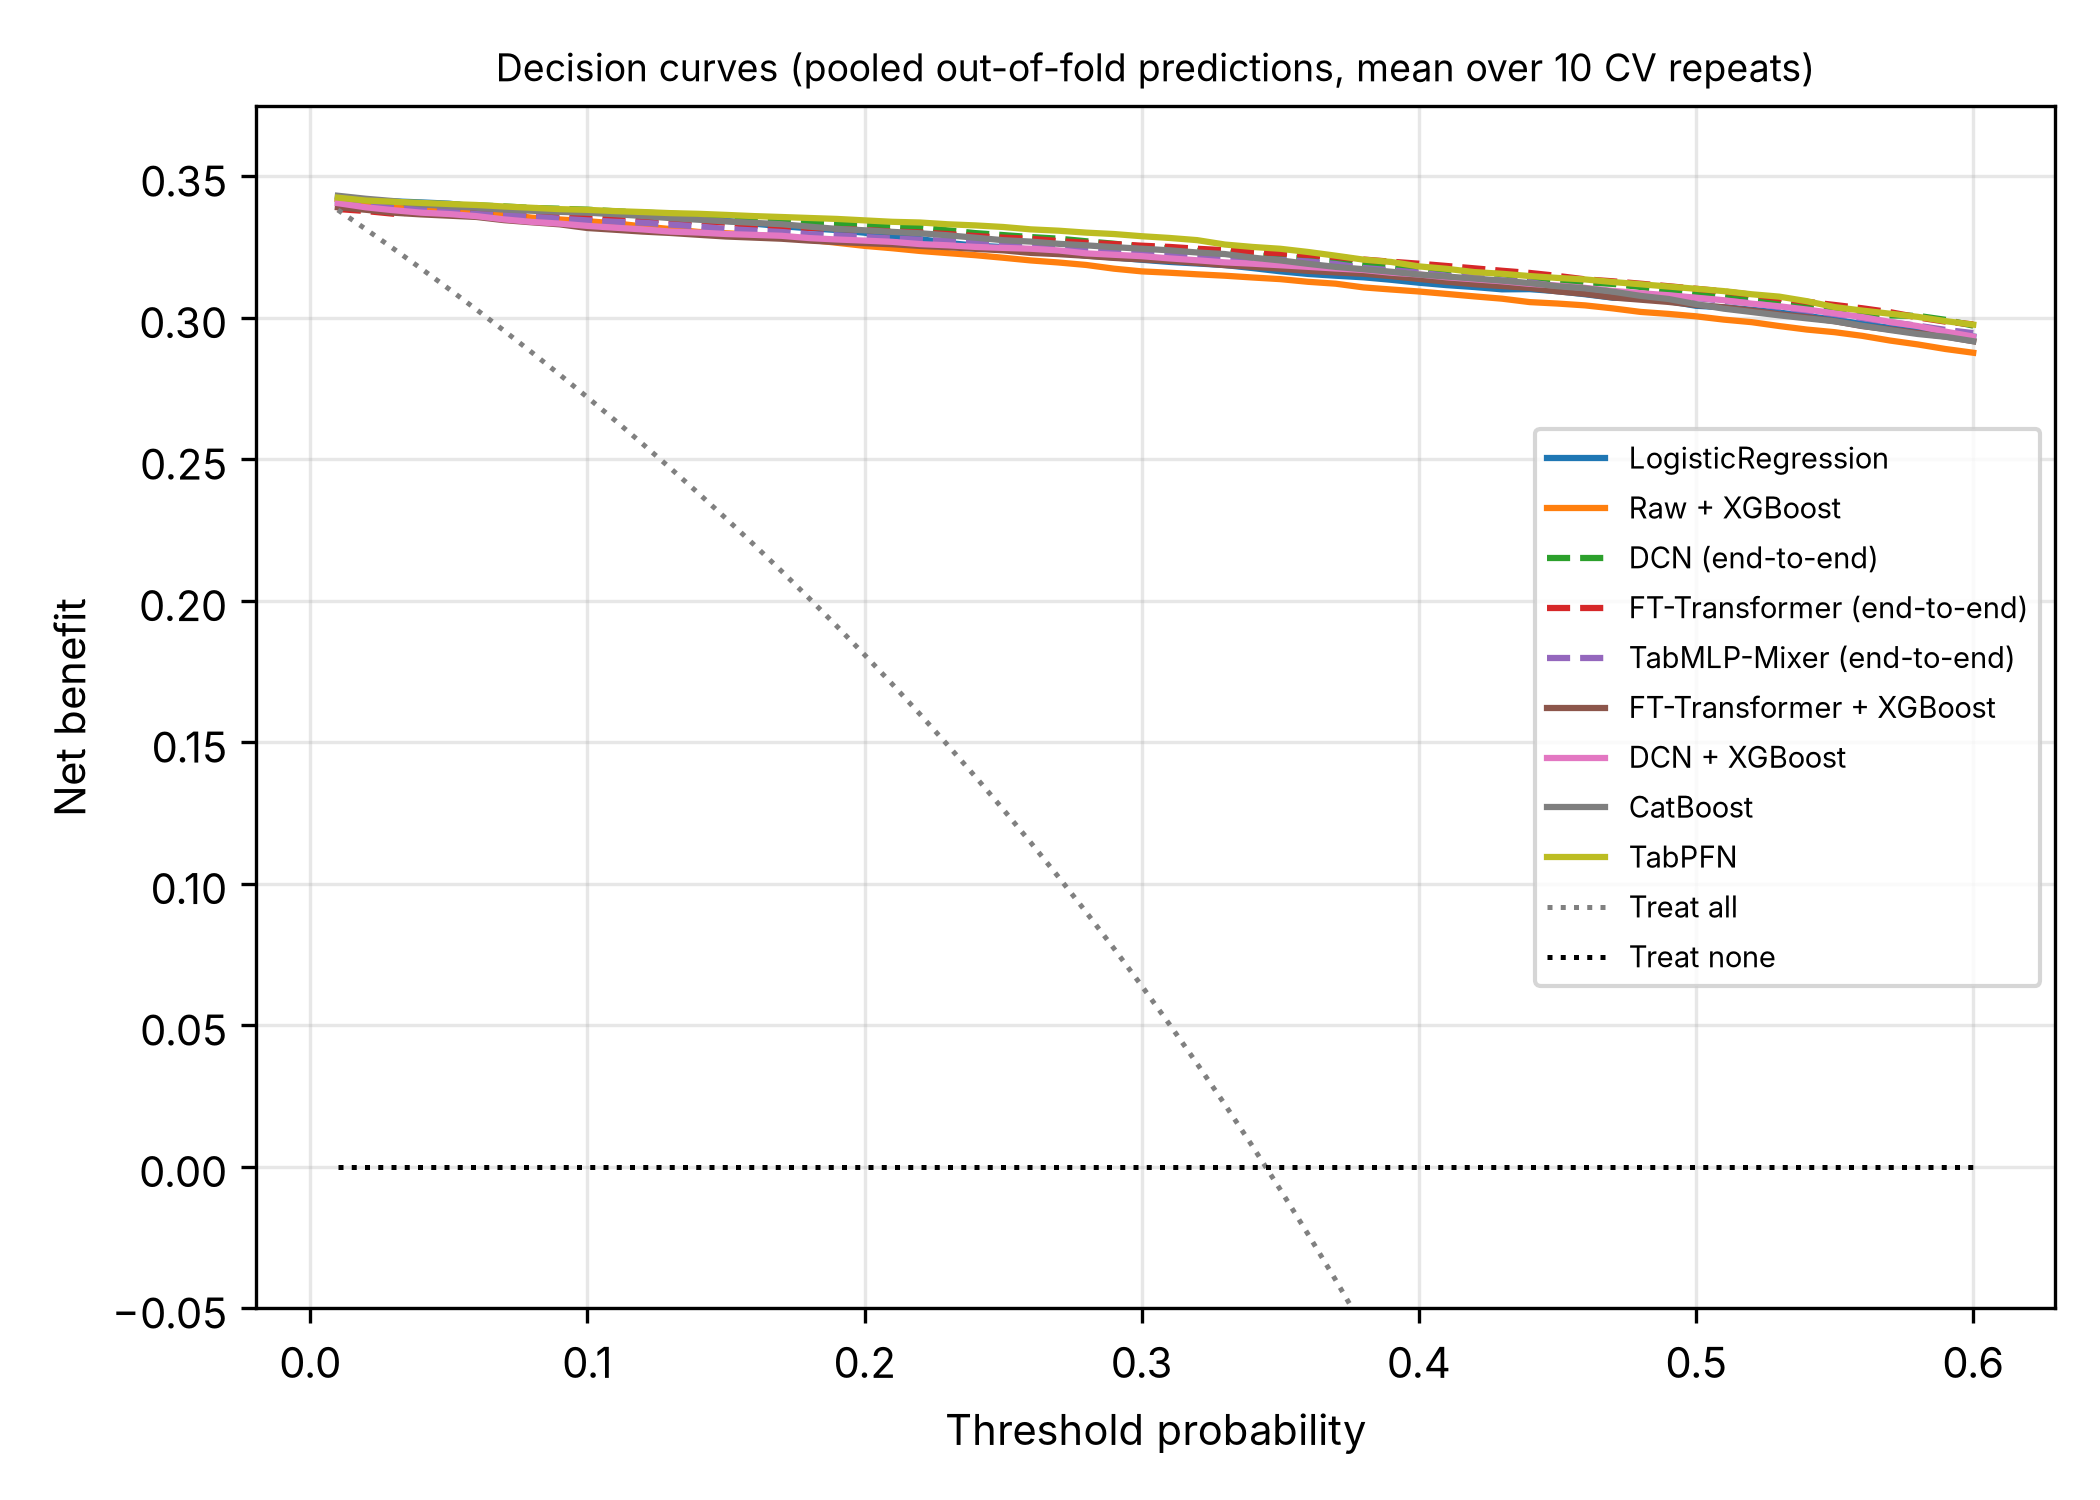 Decision curves (pooled out-of-fold predictions, mean over 10 CV repeats)
Net benefit
0.35
0.30
0.25
0.20
0.15
0.10
0.05
0.00
−0.05
LogisticRegression
Raw + XGBoost
DCN (end-to-end)
FT-Transformer (end-to-end)
TabMLP-Mixer (end-to-end)
FT-Transformer + XGBoost
DCN + XGBoost
CatBoost
TabPFN
Treat all
Treat none
0.0 0.1 0.2 0.3 0.4 0.5 0.6
Threshold probability